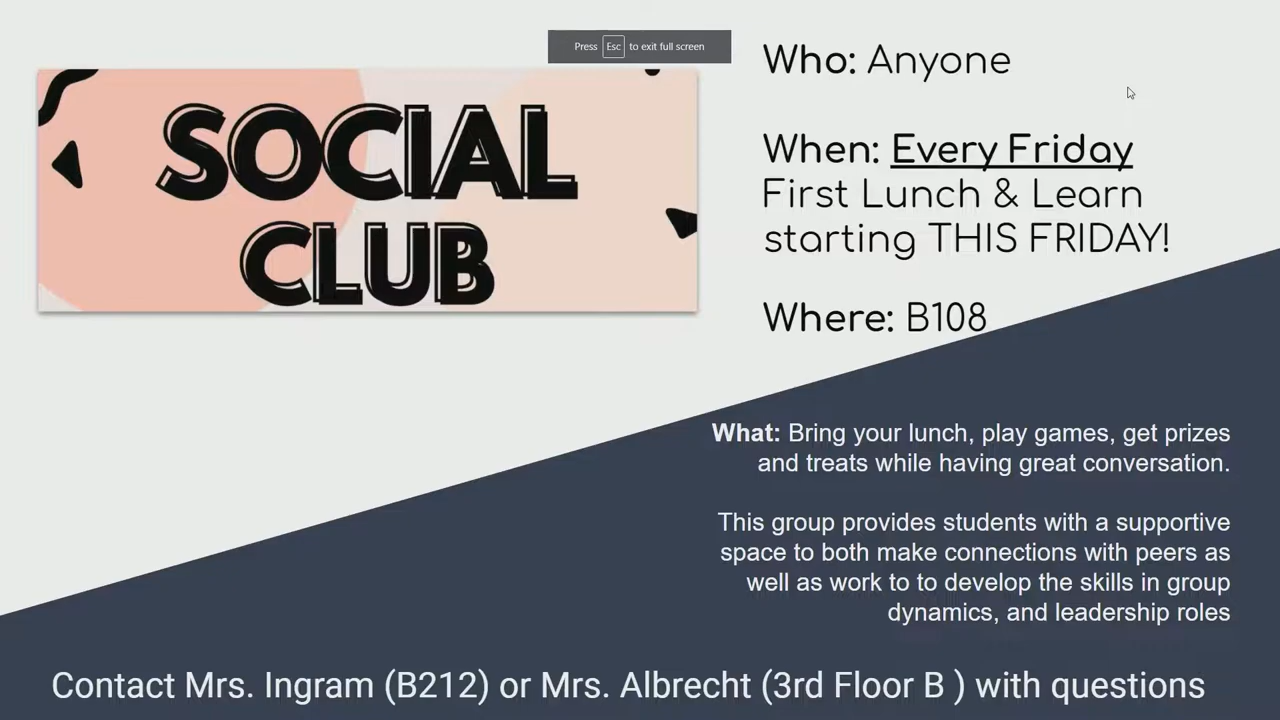 Press Esc to exit full screen
SOCIAL
CLUB
Who: Anyone
When: Every Friday
First Lunch & Learn
starting THIS FRIDAY!
Where: B108
What: Bring your lunch, play games, get prizes
and treats while having great conversation.
This group provides students with a supportive
space to both make connections with peers as
well as work to to develop the skills in group
dynamics, and leadership roles
Contact Mrs. Ingram (B212) or Mrs. Albrecht (3rd Floor B ) with questions